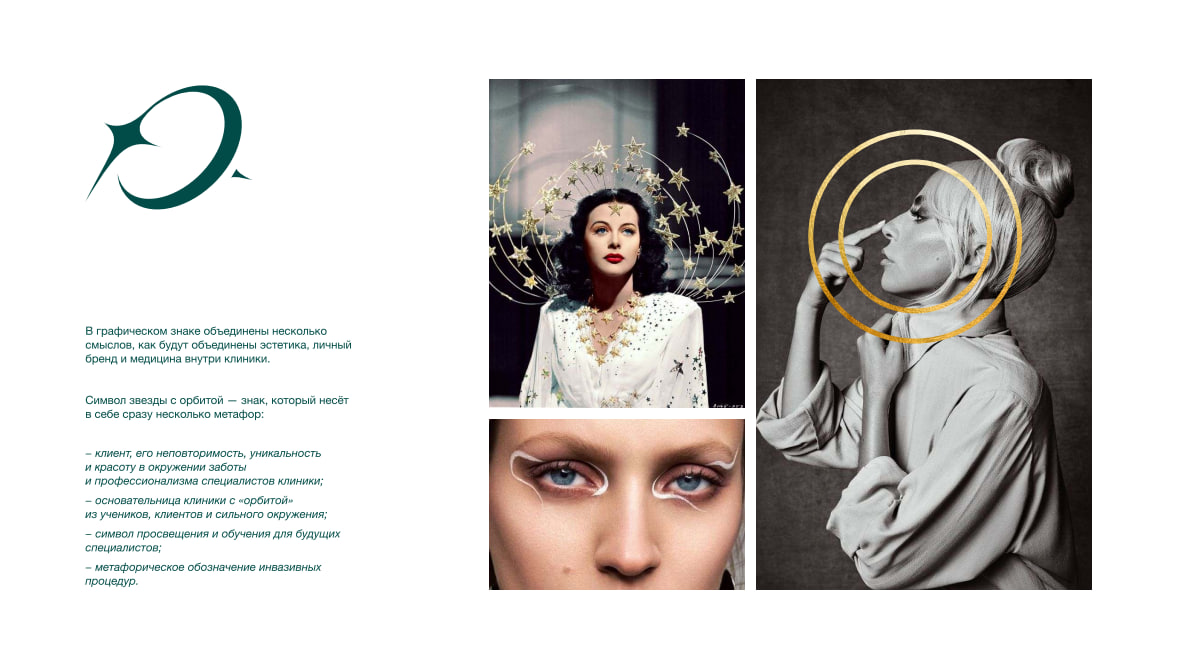 В графическом знаке объединены несколько
смыслов, как будут объединены эстетика, личный
бренд и медицина внутри клиники.
Символ звезды с орбитой — знак, который несёт
в себе сразу несколько метафор:
– клиент, его неповторимость, уникальность
и красоту в окружении заботы
и профессионализма специалистов клиники;
– основательница клиники с «орбитой»
из учеников, клиентов и сильного окружения;
– символ просвещения и обучения для будущих
специалистов;
– метафорическое обозначение инвазивных
процедур.